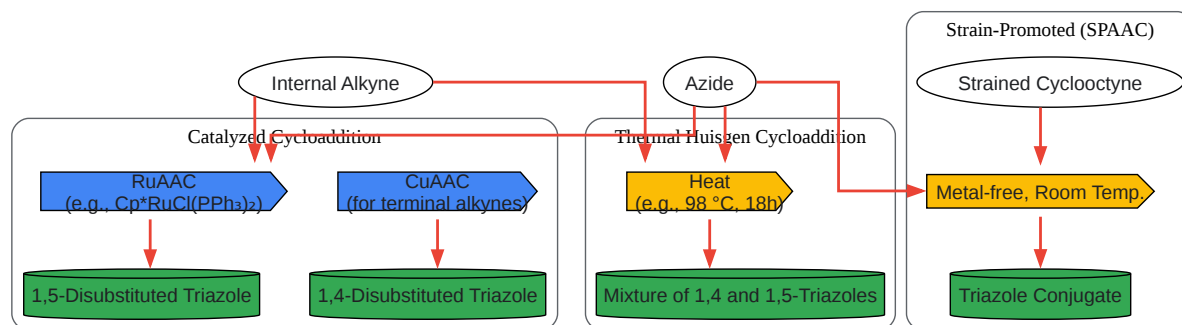 Strain-Promoted (SPAAC)
Internal Alkyne
Azide
Strained Cyclooctyne
Catalyzed Cycloaddition
Thermal Huisgen Cycloaddition
RuAAC
(e.g., Cp*RuCl(PPh₃)₂)
CuAAC
(for terminal alkynes)
Heat
(e.g., 98 °C, 18h)
Metal-free, Room Temp.
1,5-Disubstituted Triazole
1,4-Disubstituted Triazole
Mixture of 1,4 and 1,5-Triazoles
Triazole Conjugate